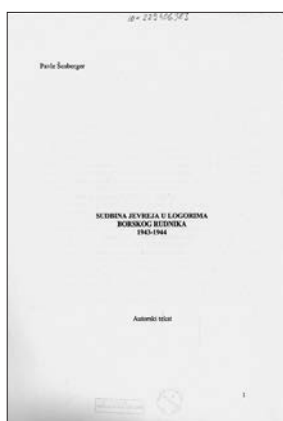 Pavle Šosberger
SUDBINA JEVREJA U LOGORIMA
BORSKOG RUDNIKA
1943-1944
Autorski tekst
1